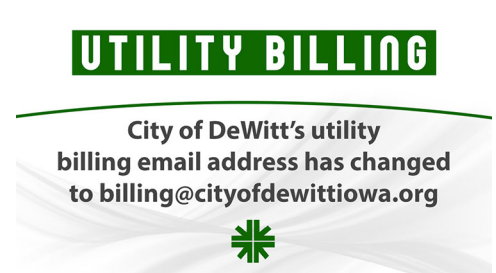 UTILITY BILLING
City of DeWitt's utility
billing email address has changed
to billing@cityofdewittiowa.org